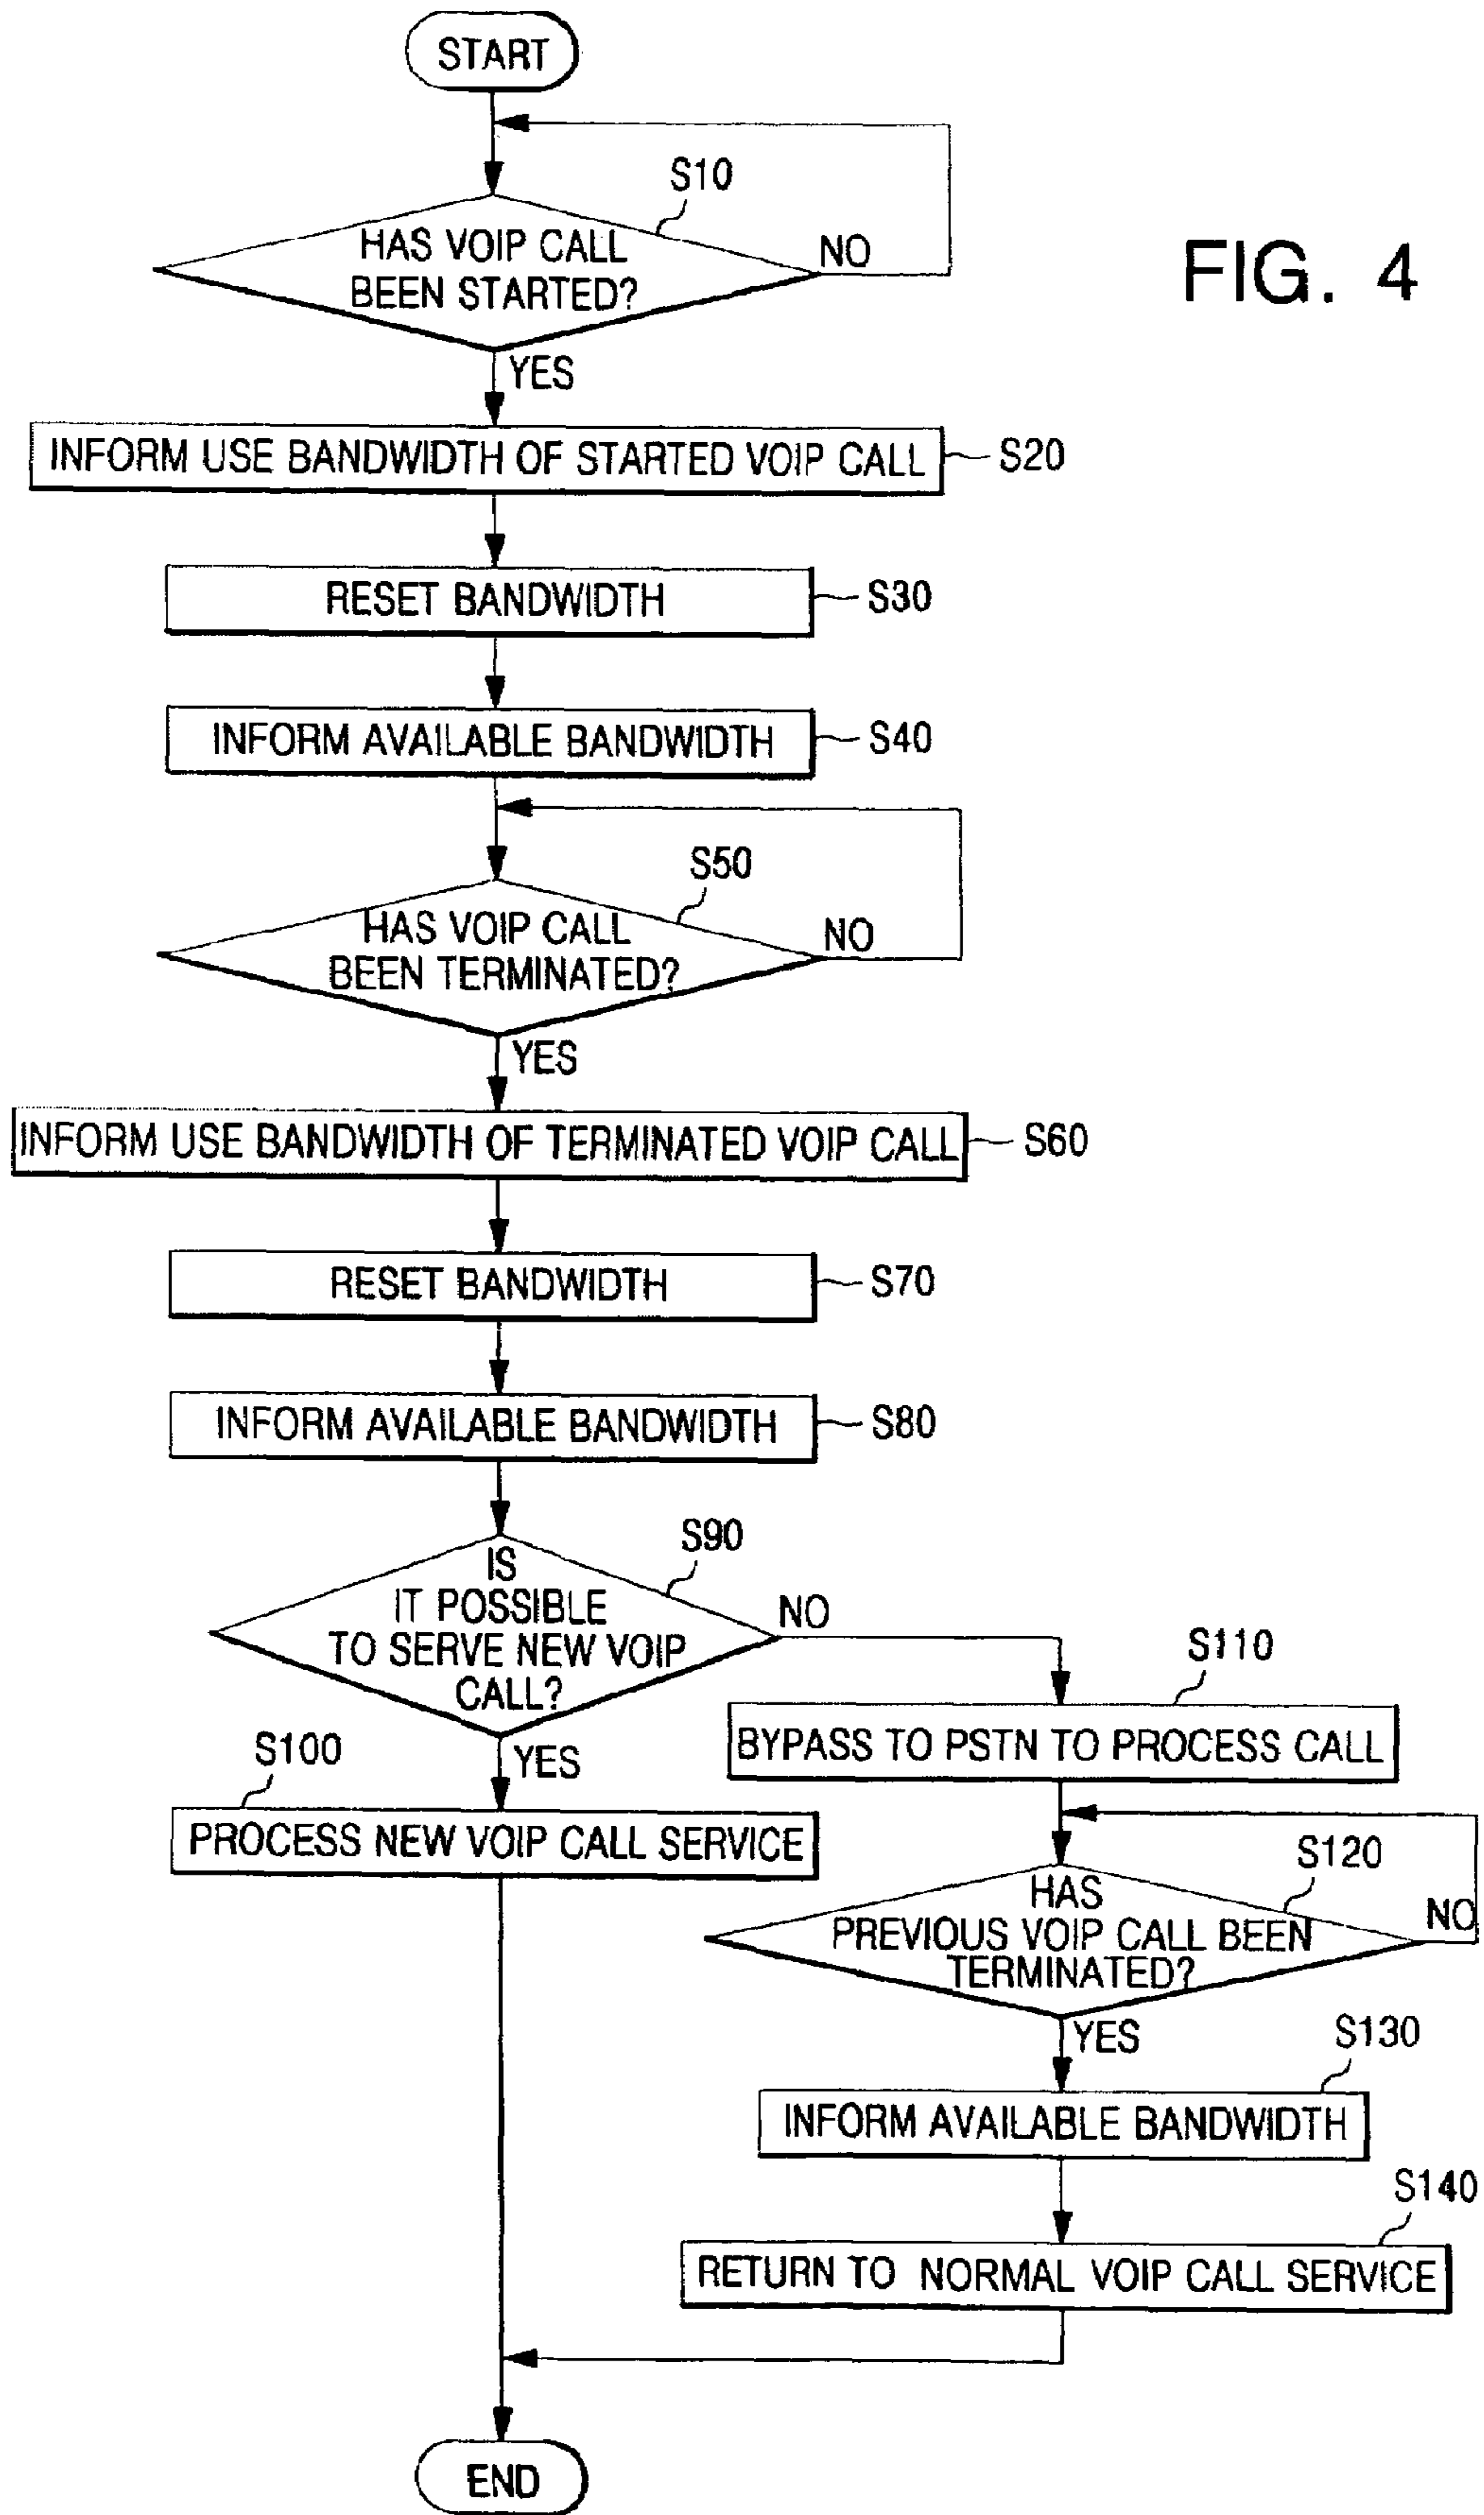 START
S10
HAS VOIP CALL
BEEN STARTED?
NO
FIG. 4
YES
INFORM USE BANDWIDTH OF STARTED VOIP CALL
S20
RESET BANDWIDTH
S30
INFORM AVAILABLE BANDWIDTH
S40
S50
HAS VOIP CALL
BEEN TERMINATED?
NO
YES
INFORM USE BANDWIDTH OF TERMINATED VOIP CALL
S60
RESET BANDWIDTH
S70
INFORM AVAILABLE BANDWIDTH
S80
S90
IS
IT POSSIBLE
TO SERVE NEW VOIP
CALL?
NO
S110
BYPASS TO PSTN TO PROCESS CALL
S100
YES
PROCESS NEW VOIP CALL SERVICE
S120
HAS
PREVIOUS VOIP CALL BEEN
TERMINATED?
NO
YES
S130
INFORM AVAILABLE BANDWIDTH
S140
RETURN TO NORMAL VOIP CALL SERVICE
END